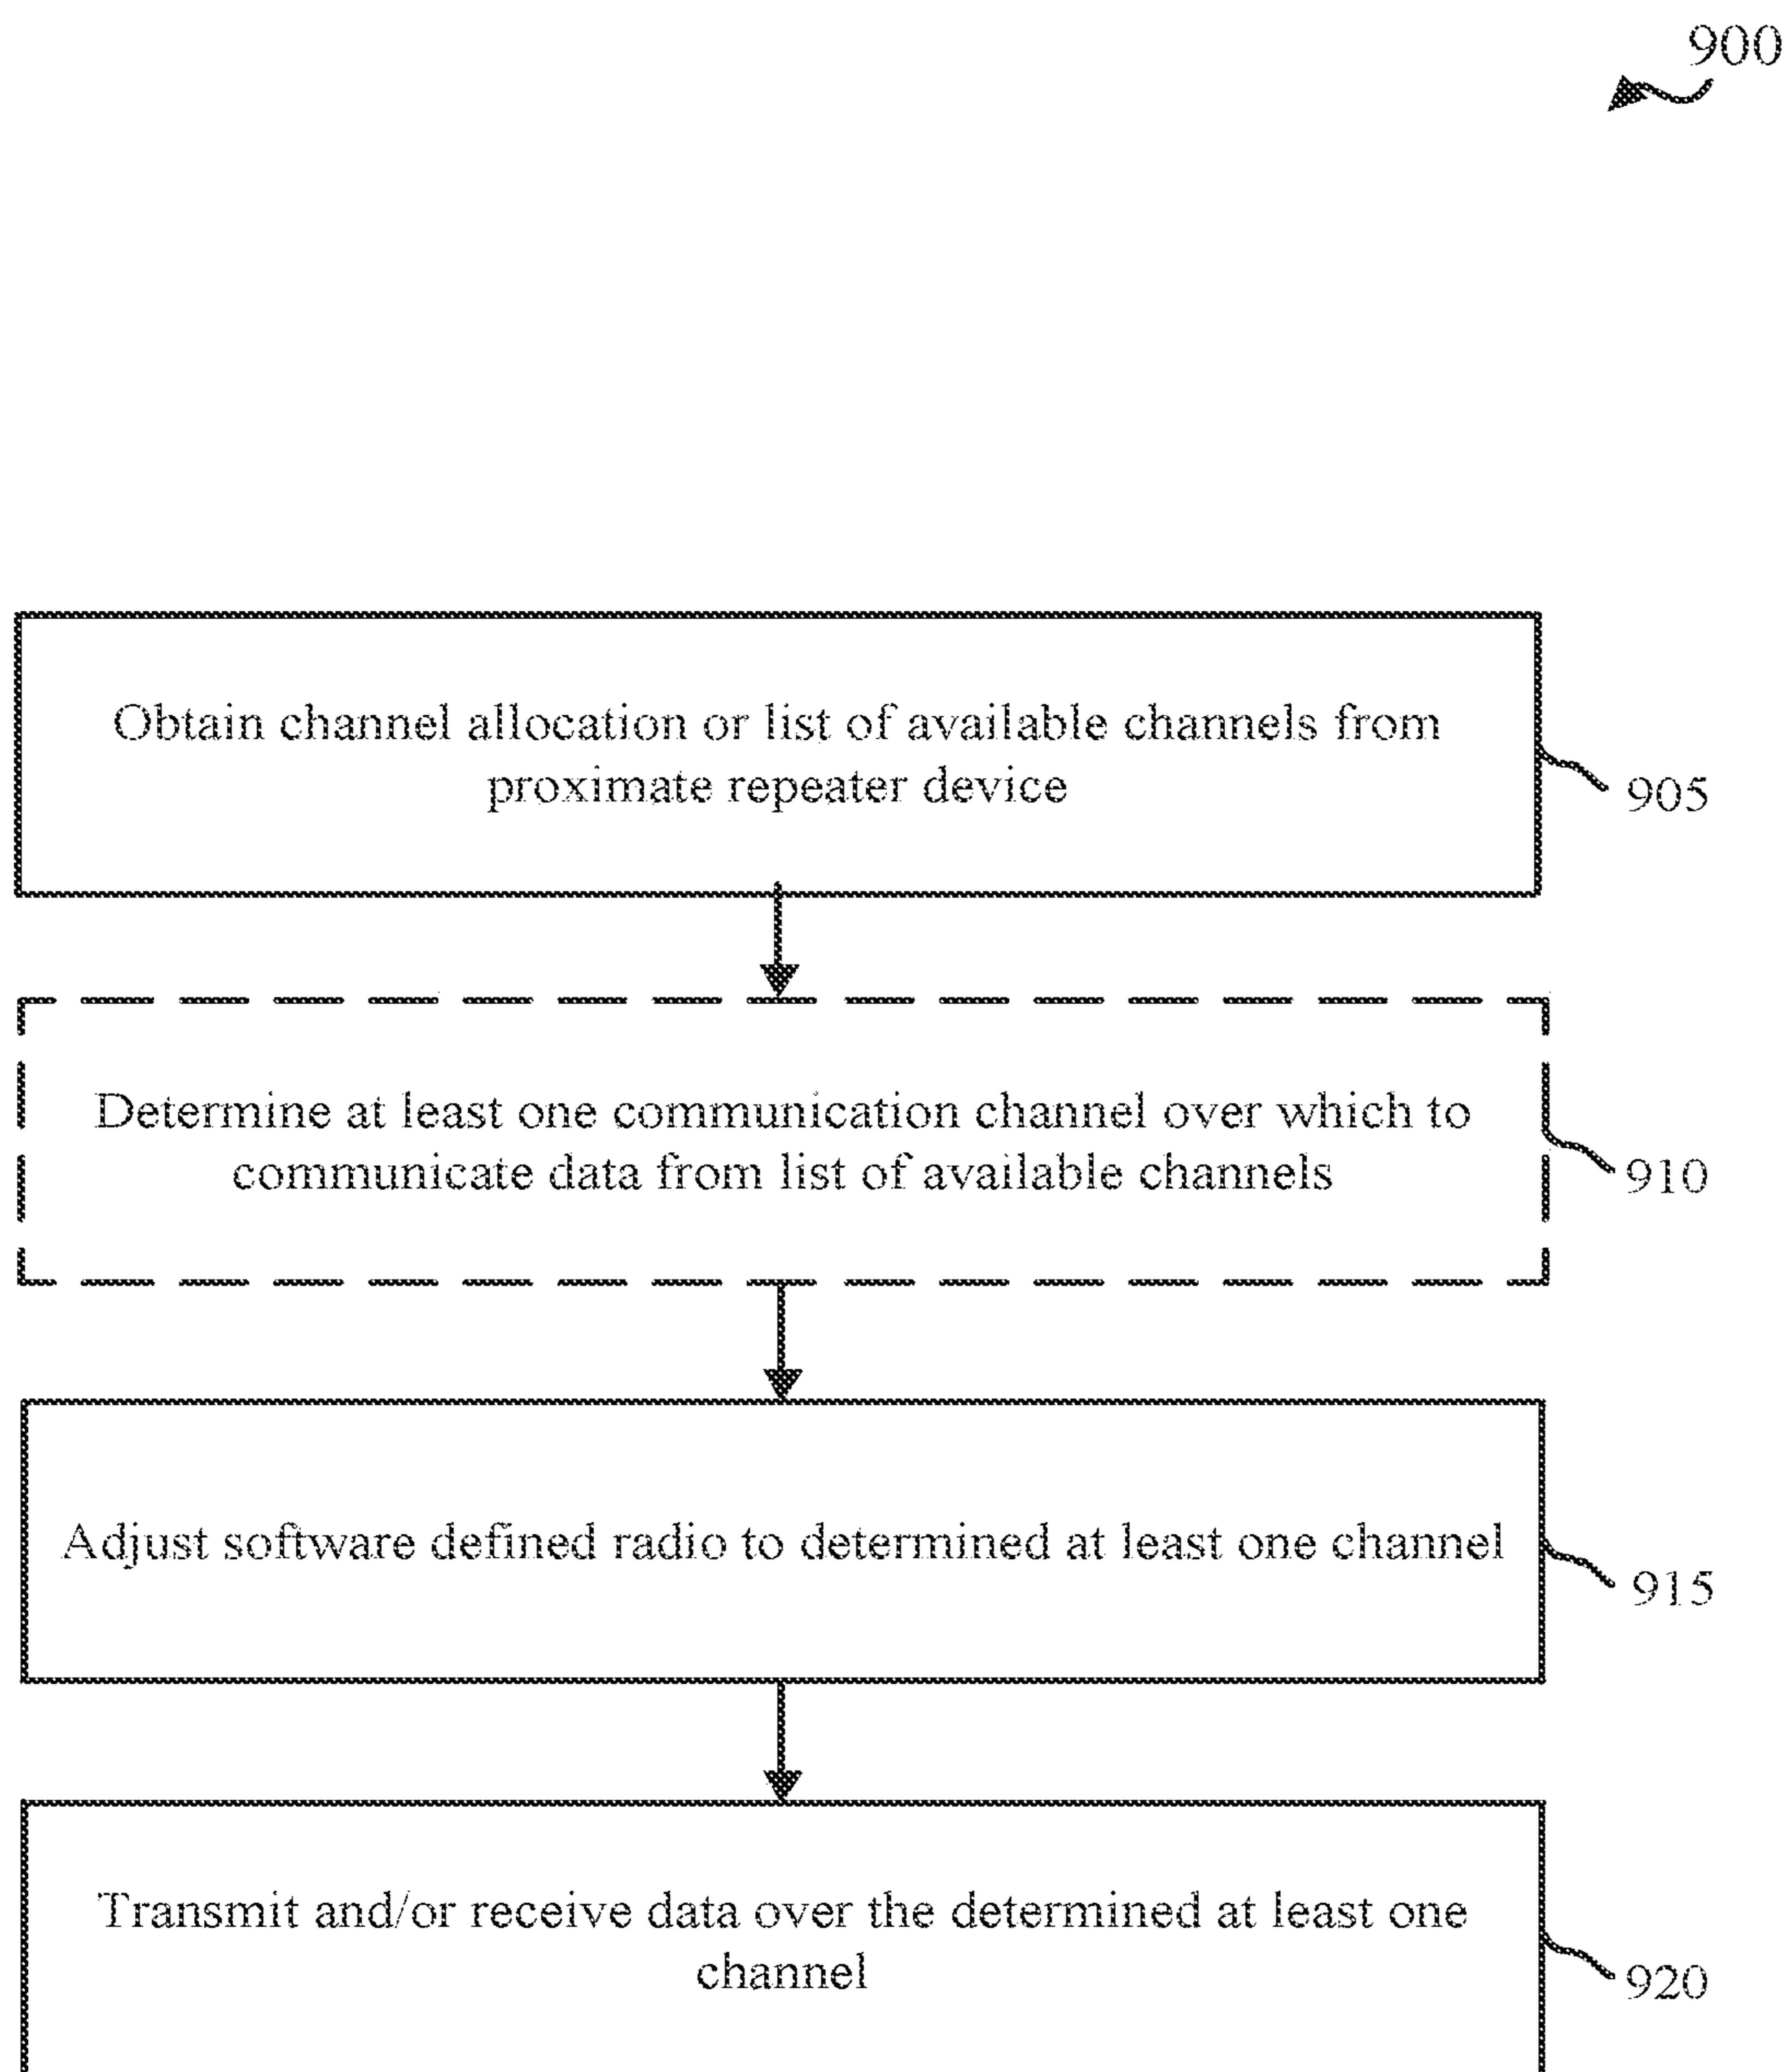 900
Obtain channel allocation or list of available channels from
proximate repeater device
905
Determine at least one communication channel over which to
communicate data from list of available channels
910
Adjust software defined radio to determined at least one channel
915
Transmit and/or receive data over the determined at least one
channel
920